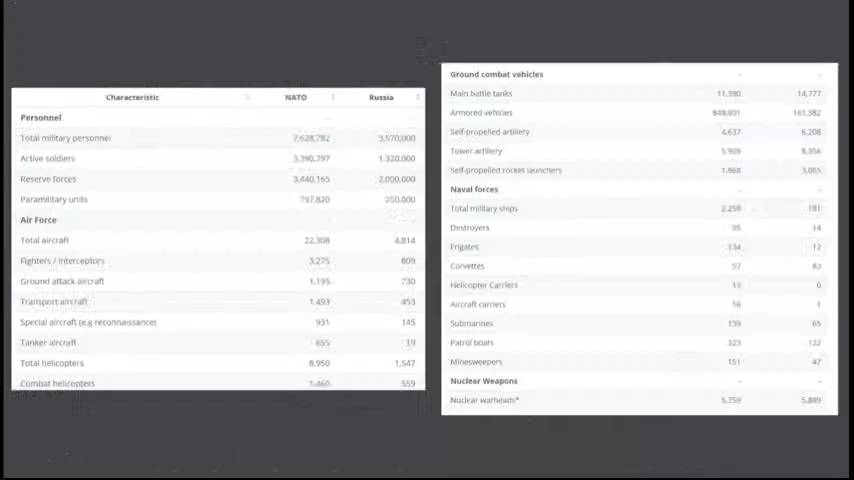 Characteristic NATO Russia
Personnel - -
Total military personnel 7,628,782 3,570,000
Active soldiers 3,390,797 1,320,000
Reserve forces 3,440,165 2,000,000
Paramilitary units 797,820 250,000
Air Force - -
Total aircraft 22,308 4,814
Fighters / Interceptors 3,275 809
Ground attack aircraft 1,195 730
Transport aircraft 1,493 453
Special aircraft (e.g reconnaissance) 931 145
Tanker aircraft 655 19
Total helicopters 8,950 1,547
Combat helicopters 1,460 559
Ground combat vehicles - -
Main battle tanks 11,390 14,777
Armored vehicles 161,382
Self-propelled artillery 4,637 6,208
Tower artillery 5,909 8,356
Self-propelled rocket launchers 3,065
Naval forces - -
Total military ships 2,258
Destroyers 14
Frigates 134 12
Corvettes 57 83
Helicopter Carriers 13 0
Aircraft carriers 16 1
Submarines 65
Patrol boats 323 122
Minesweepers 151 47
Nuclear Weapons - -
Nuclear warheads* 5,889